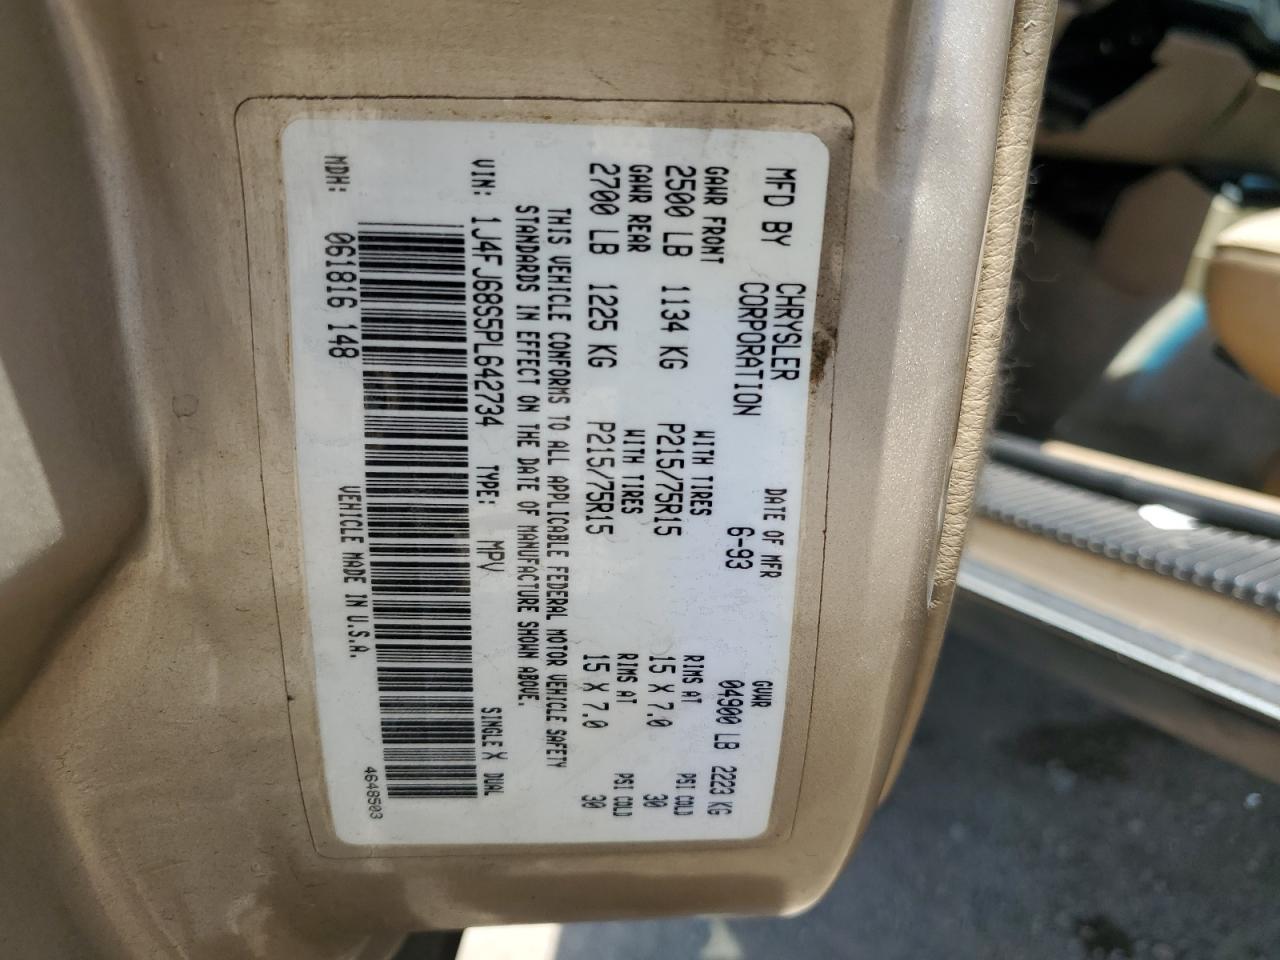 MFD BY CHRYSLER CORPORATION DATE OF MFR 6-93 GVWR 04900 LB 2223 KG
GAWR FRONT WITH TIRES RIMS AT PSI COLD
2500 LB 1134 KG P215/75R15 15 X 7.0 30
GAWR REAR WITH TIRES RIMS AT PSI COLD
2700 LB 1225 KG P215/75R15 15 X 7.0 30
THIS VEHICLE CONFORMS TO ALL APPLICABLE FEDERAL MOTOR VEHICLE SAFETY
STANDARDS IN EFFECT ON THE DATE OF MANUFACTURE SHOWN ABOVE.
VIN: 1J4FJ68S5PL642734 TYPE: MPV SINGLE X DUAL
MDH: 061816 148 VEHICLE MADE IN U.S.A. 4648503